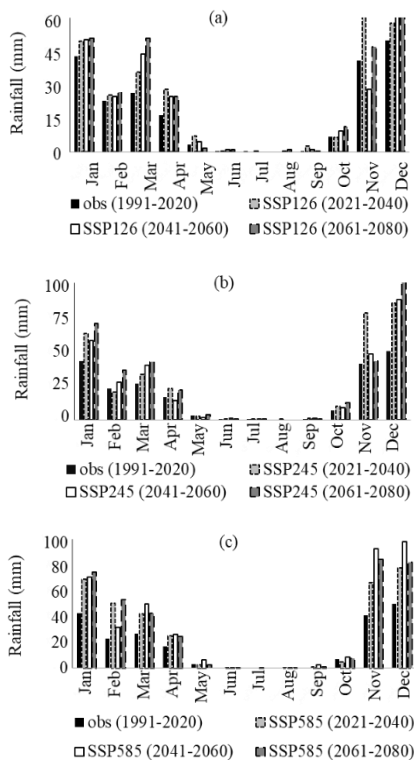 (a)
Rainfall (mm)
60
45
30
15
0
Jan Feb Mar Apr May Jun Jul Aug Sep Oct Nov Dec
obs (1991-2020) SSP126 (2021-2040)
SSP126 (2041-2060) SSP126 (2061-2080)
(b)
Rainfall (mm)
100
75
50
25
0
Jan Feb Mar Apr May Jun Jul Aug Sep Oct Nov Dec
obs (1991-2020) SSP245 (2021-2040)
SSP245 (2041-2060) SSP245 (2061-2080)
(c)
Rainfall (mm)
100
80
60
40
20
0
Jan Feb Mar Apr May Jun Jul Aug Sep Oct Nov Dec
obs (1991-2020) SSP585 (2021-2040)
SSP585 (2041-2060) SSP585 (2061-2080)